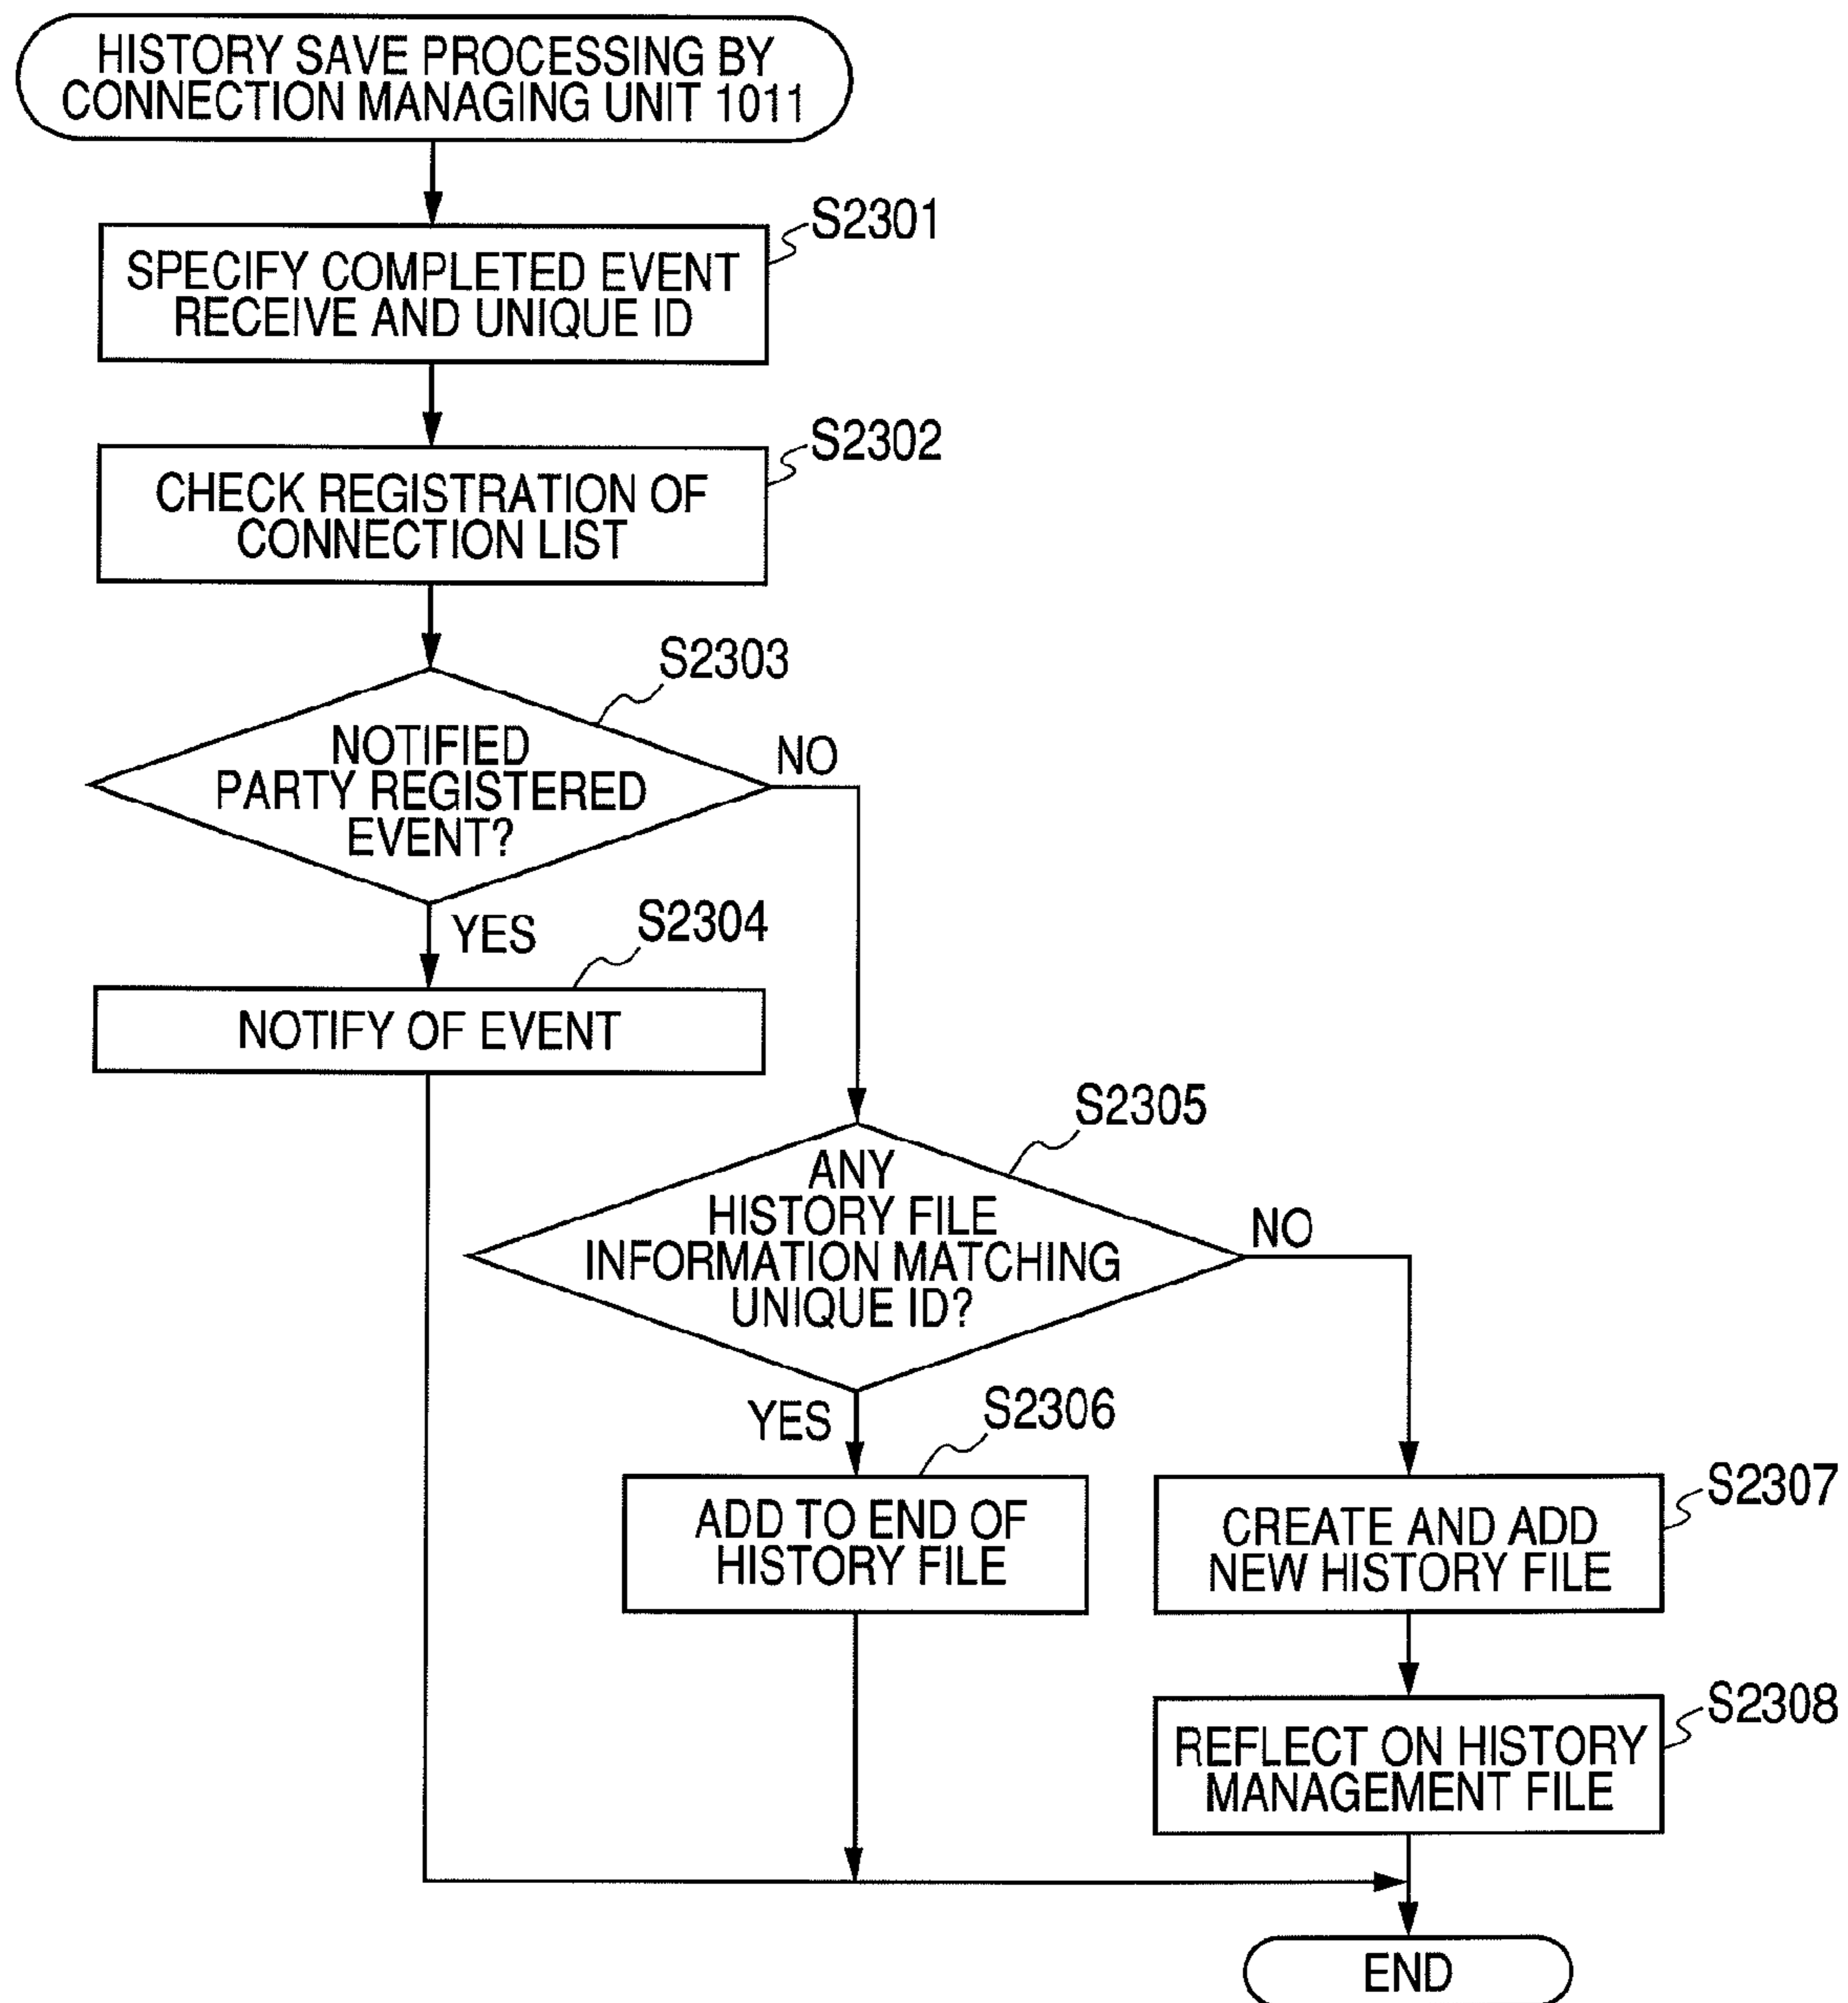 HISTORY SAVE PROCESSING BY
CONNECTION MANAGING UNIT 1011
S2301
SPECIFY COMPLETED EVENT
RECEIVE AND UNIQUE ID
S2302
CHECK REGISTRATION OF
CONNECTION LIST
S2303
NOTIFIED
PARTY REGISTERED
EVENT?
NO
YES
S2304
NOTIFY OF EVENT
S2305
ANY
HISTORY FILE
INFORMATION MATCHING
UNIQUE ID?
NO
YES
S2306
ADD TO END OF
HISTORY FILE
S2307
CREATE AND ADD
NEW HISTORY FILE
S2308
REFLECT ON HISTORY
MANAGEMENT FILE
END